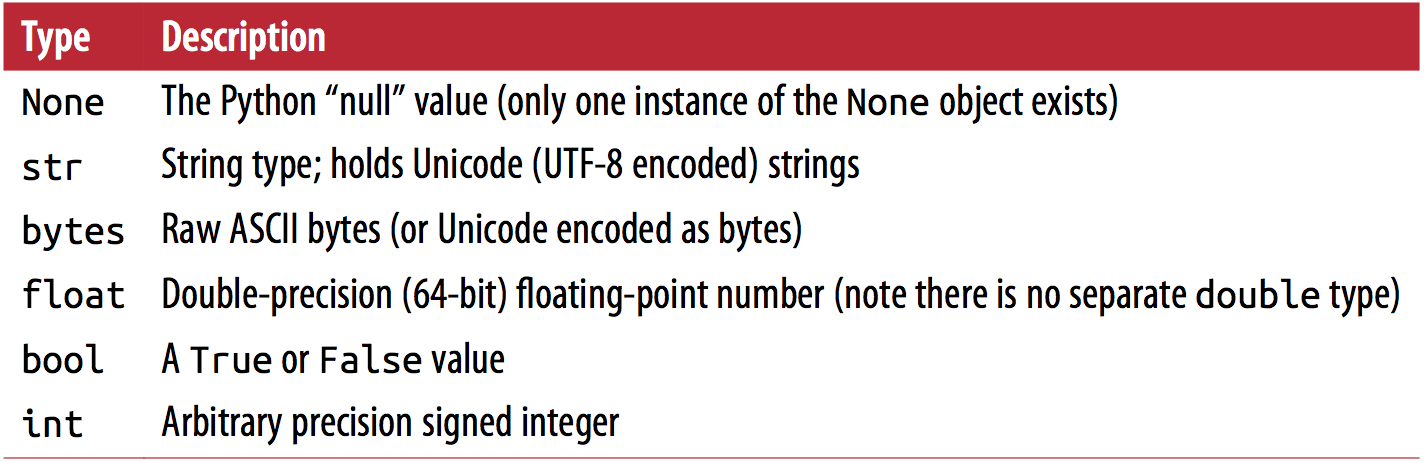 Type Description
None The Python “null” value (only one instance of the None object exists)
str String type; holds Unicode (UTF-8 encoded) strings
bytes Raw ASCII bytes (or Unicode encoded as bytes)
float Double-precision (64-bit) floating-point number (note there is no separate double type)
bool A True or False value
int Arbitrary precision signed integer